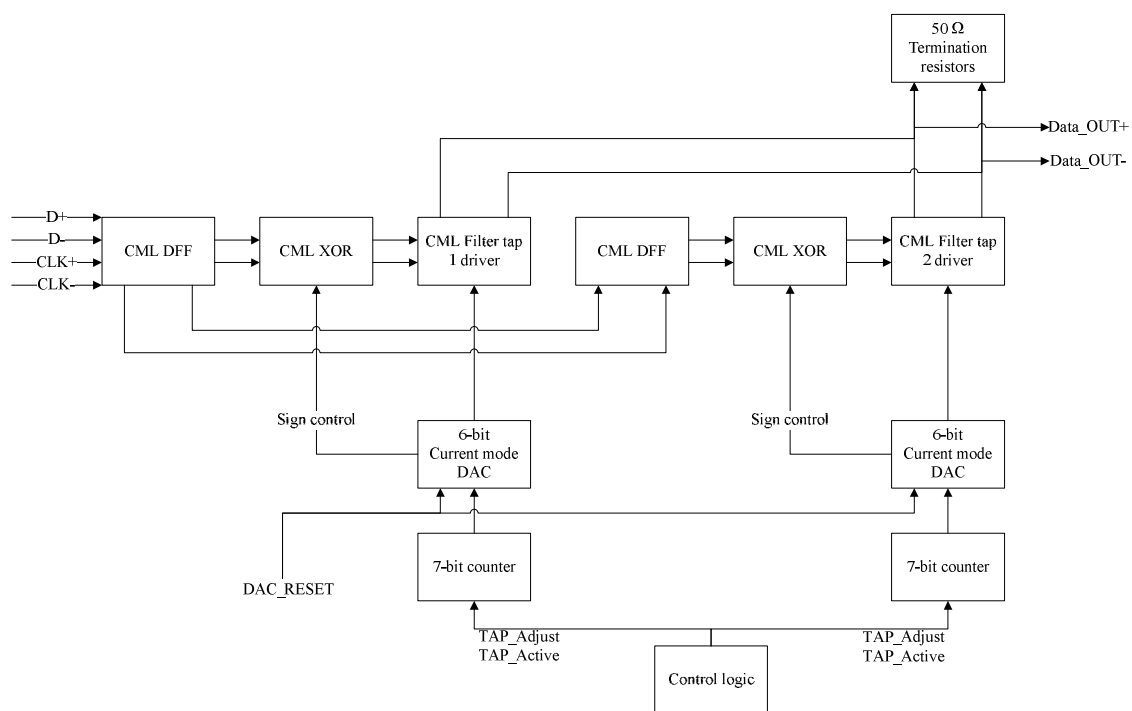 50 Ω
Termination
resistors
Data_OUT+
Data_OUT-
D+
D-
CLK+
CLK-
CML DFF
CML XOR
CML Filter tap
1 driver
CML DFF
CML XOR
CML Filter tap
2 driver
Sign control
6-bit
Current mode
DAC
Sign control
6-bit
Current mode
DAC
DAC_RESET
7-bit counter
7-bit counter
TAP_Adjust
TAP_Active
TAP_Adjust
TAP_Active
Control logic